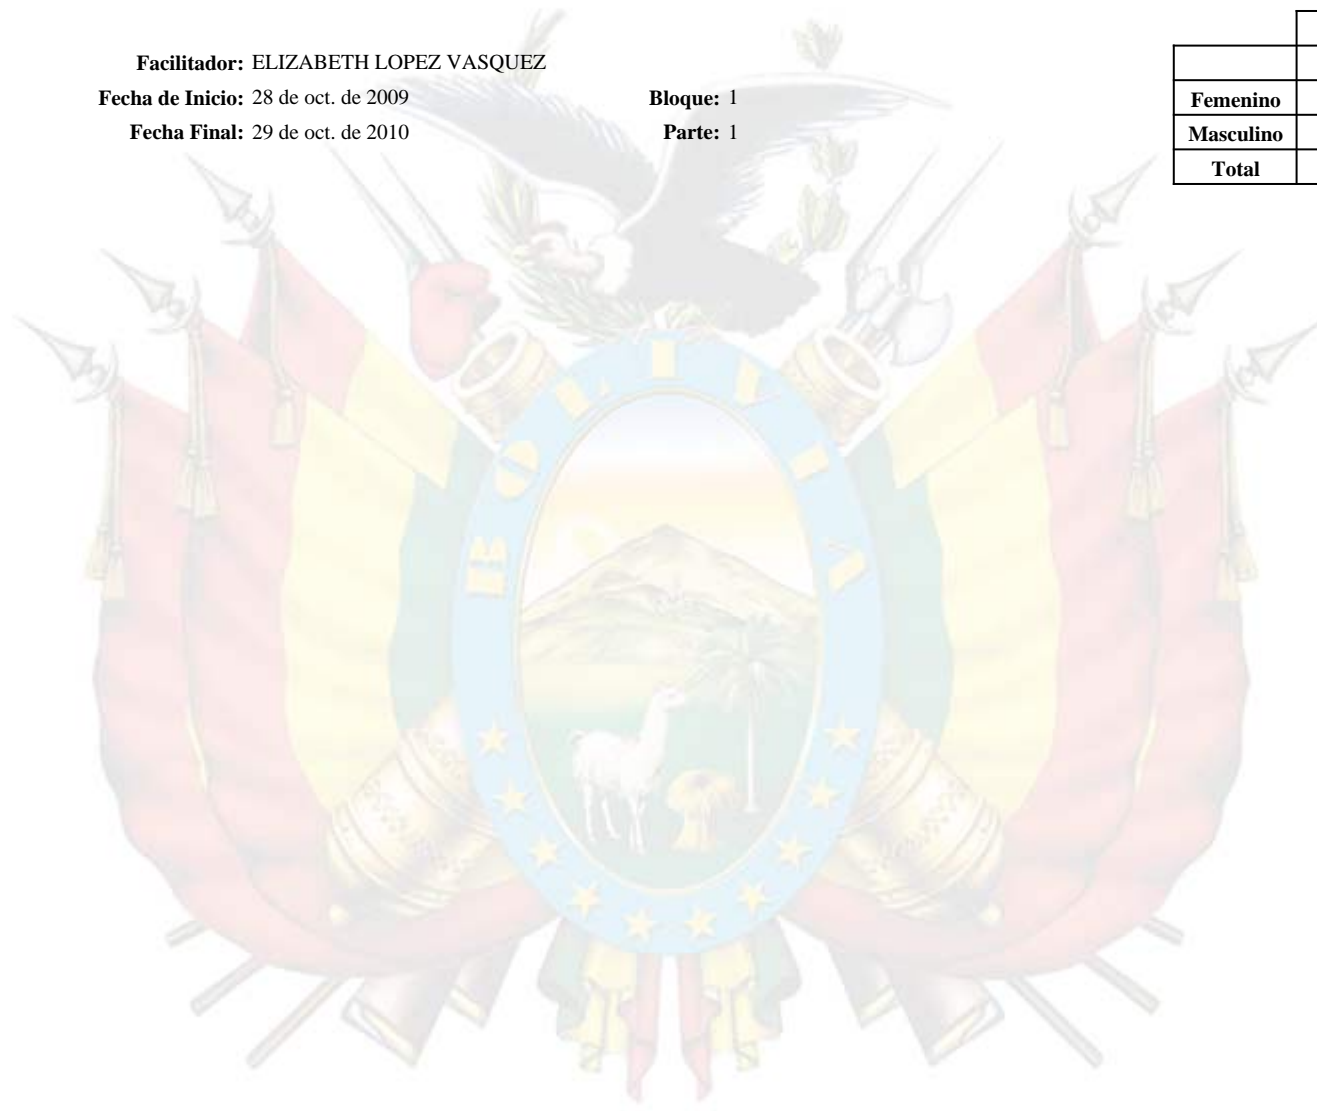 Facilitador: ELIZABETH LOPEZ VASQUEZ
Fecha de Inicio: 28 de oct. de 2009 Bloque: 1
Fecha Final: 29 de oct. de 2010 Parte: 1
Femenino
Masculino
Total
BOLIVIA